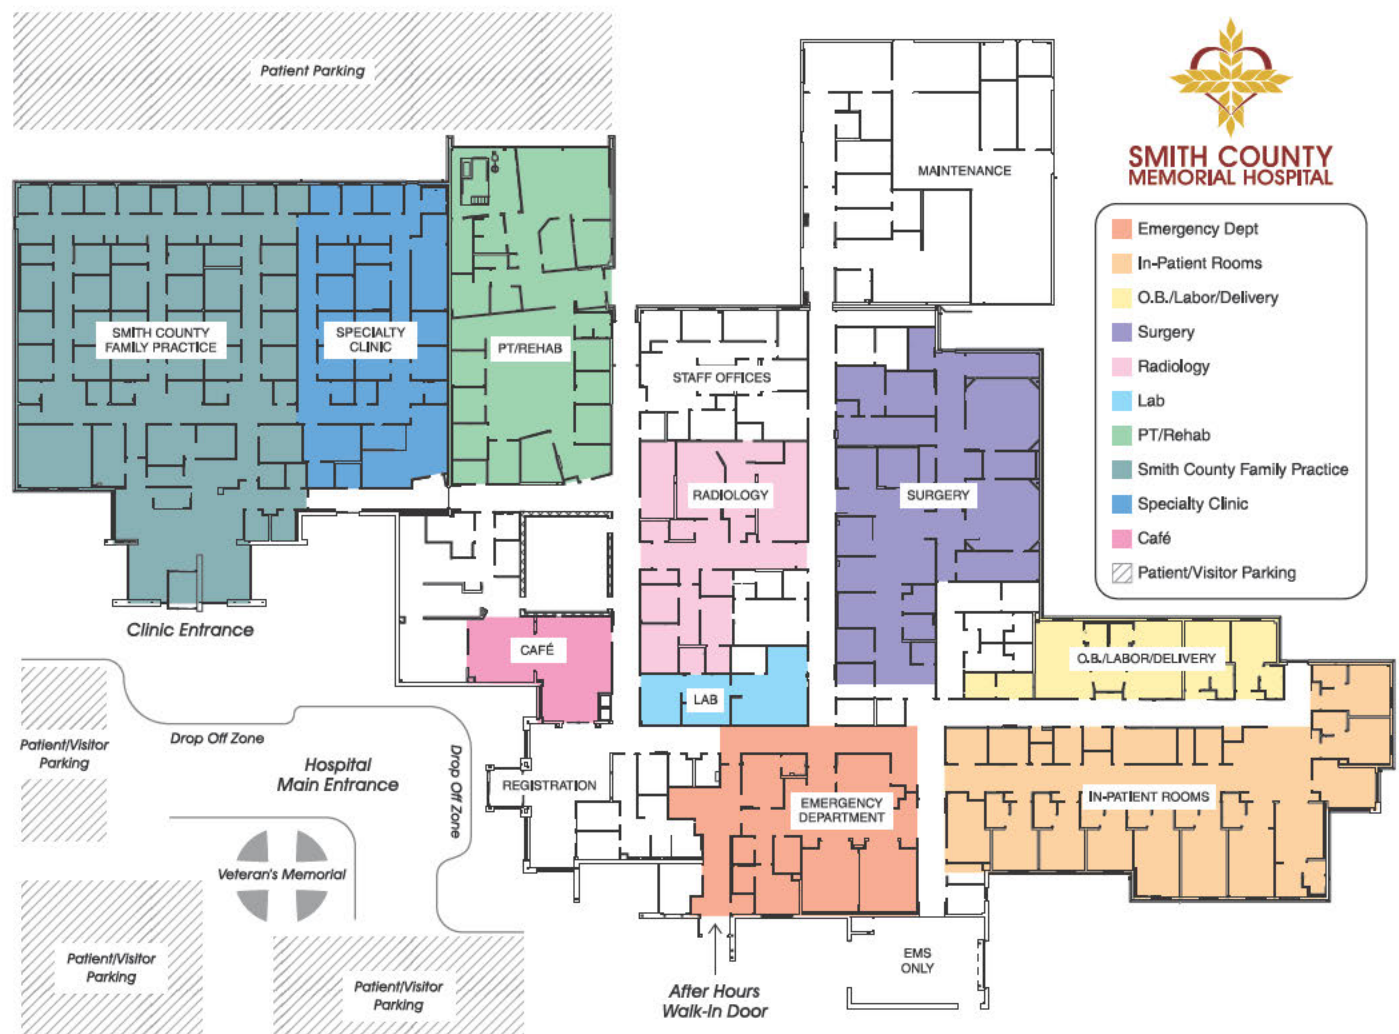 Patient Parking
SMITH COUNTY
MEMORIAL HOSPITAL
MAINTENANCE
Emergency Dept
In-Patient Rooms
O.B./Labor/Delivery
Surgery
Radiology
Lab
PT/Rehab
Smith County Family Practice
Specialty Clinic
Café
Patient/Visitor Parking
SMITH COUNTY
FAMILY PRACTICE
SPECIALTY
CLINIC
PT/REHAB
STAFF OFFICES
RADIOLOGY
SURGERY
Clinic Entrance
CAFÉ
O.B./LABOR/DELIVERY
LAB
Drop Off Zone
Patient/Visitor
Parking
Hospital
Main Entrance
Drop Off Zone
REGISTRATION
EMERGENCY
DEPARTMENT
IN-PATIENT ROOMS
Veteran's Memorial
Patient/Visitor
Parking
Patient/Visitor
Parking
After Hours
Walk-In Door
EMS
ONLY